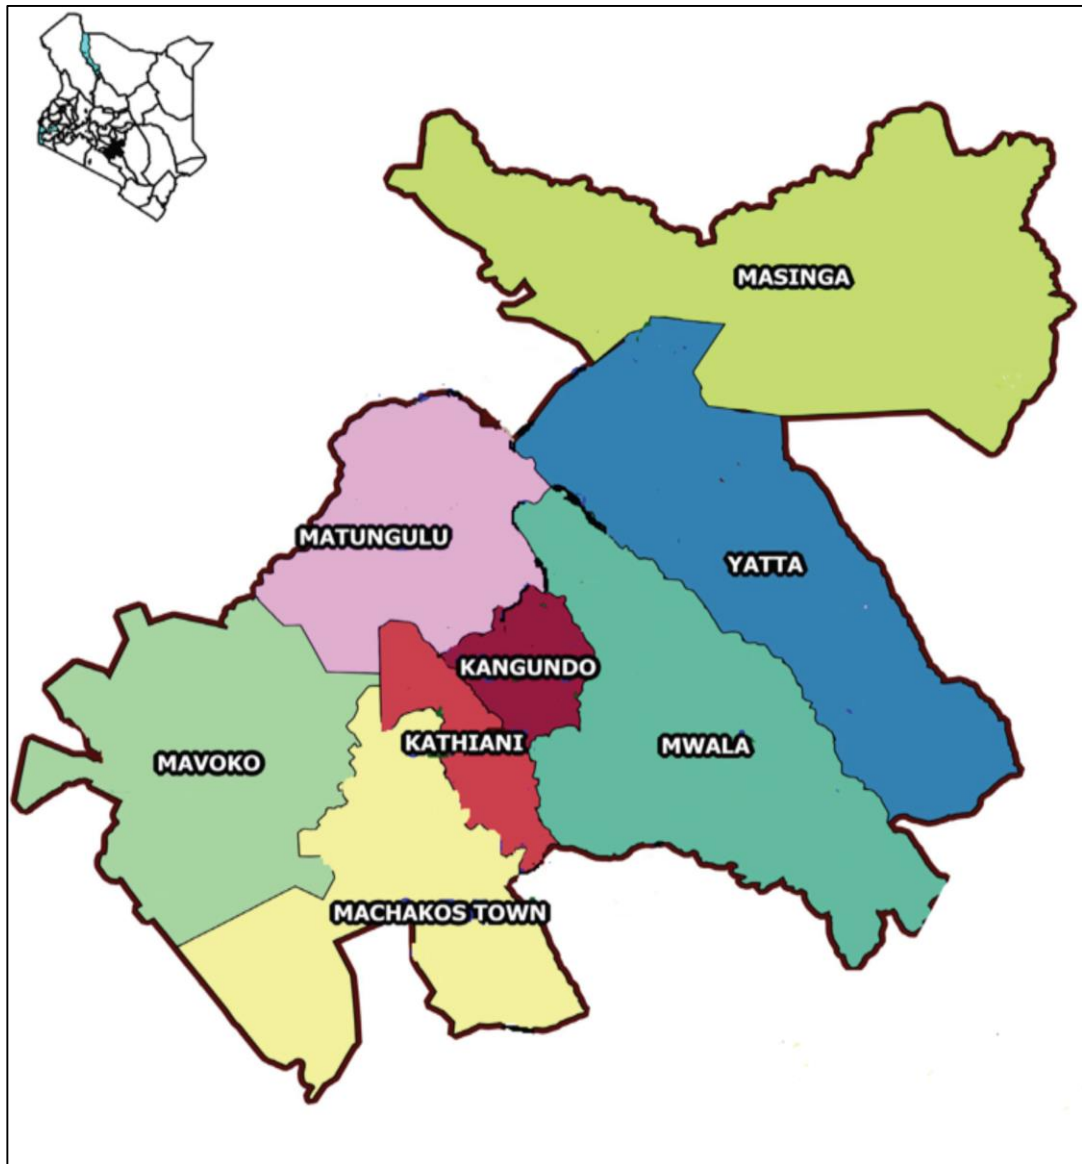 MASINGA
MATUNGULU
YATTA
KANGUNDO
KATHIANI
MWALA
MAVOKO
MACHAKOS TOWN